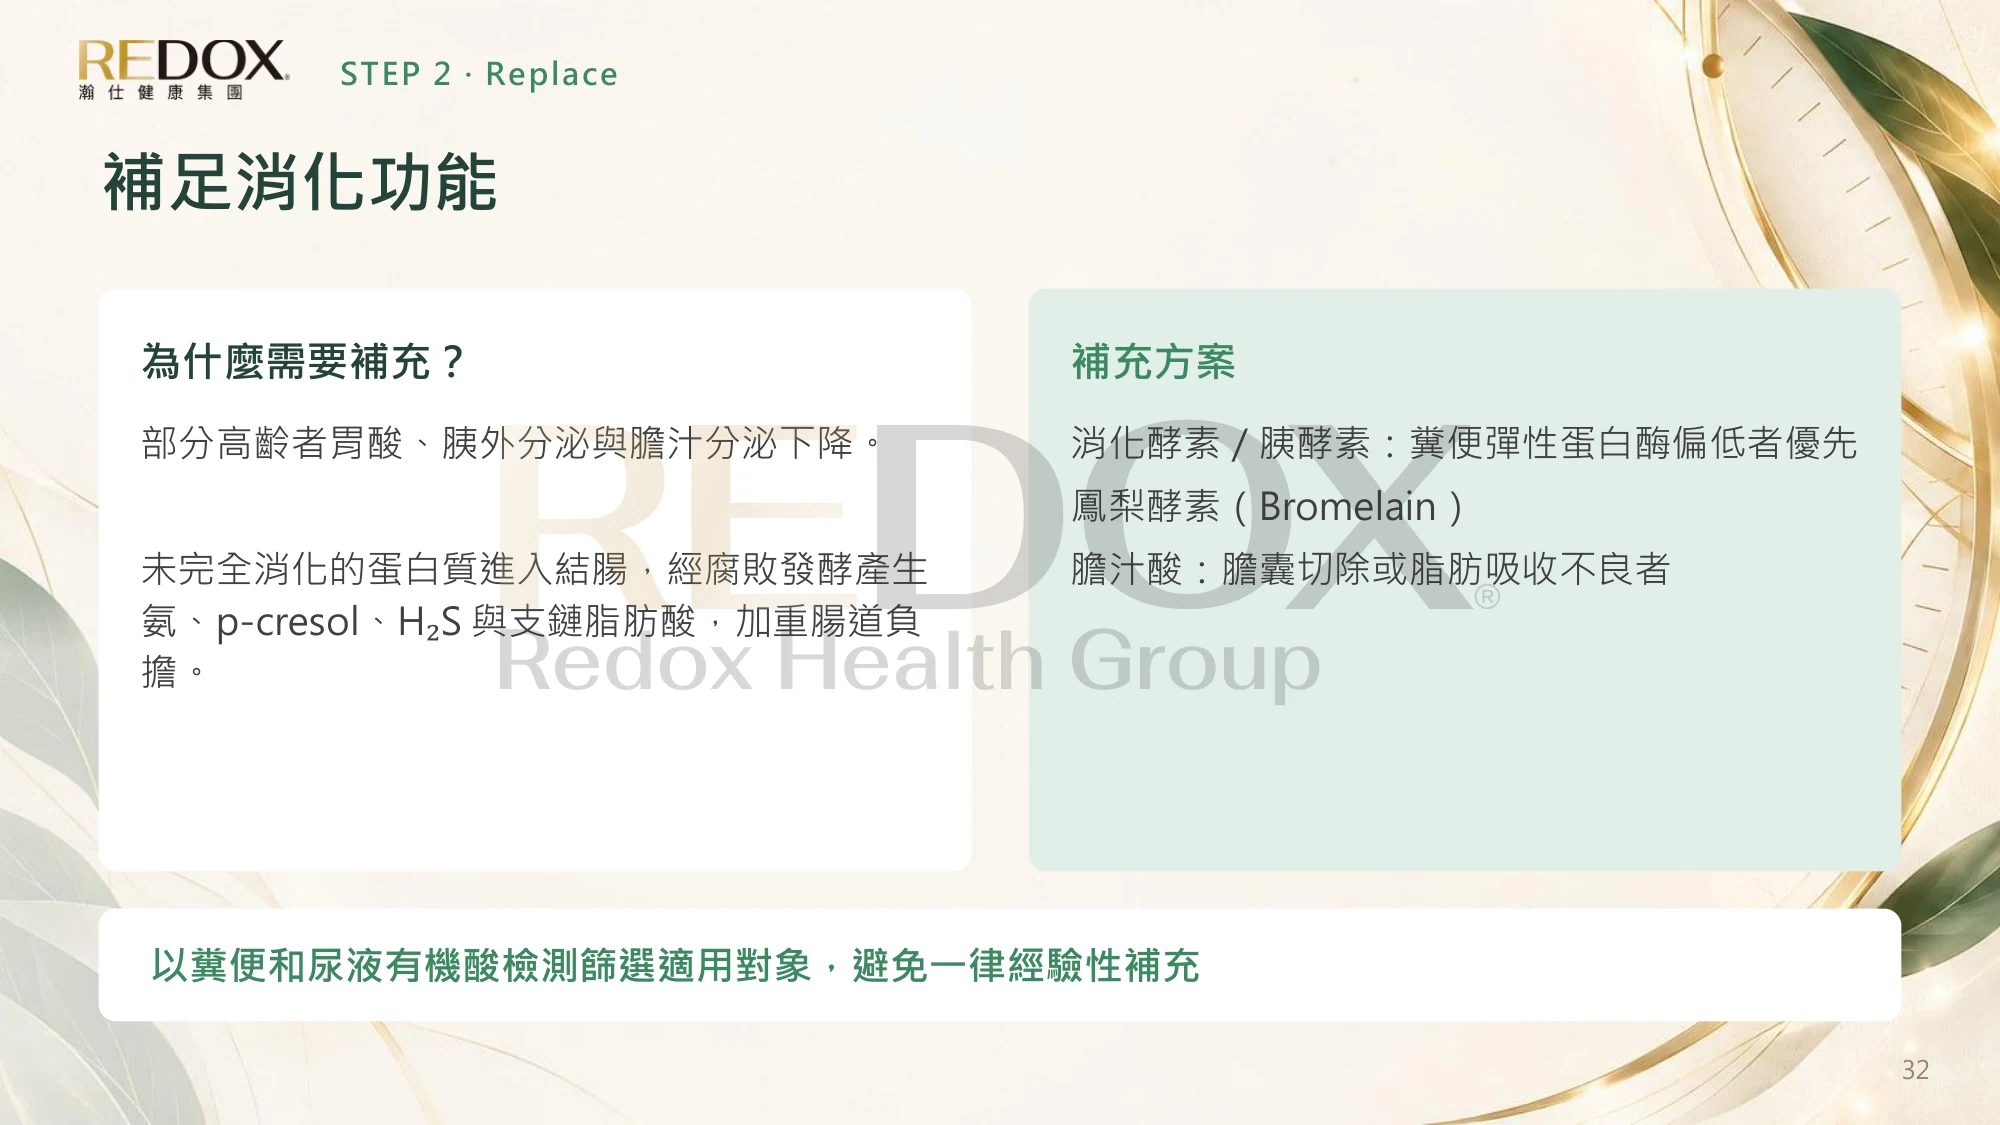 REDOX®
瀚仕健康集團
STEP 2 · Replace
補足消化功能
為什麼需要補充？
部分高齡者胃酸、胰外分泌與膽汁分泌下降。
未完全消化的蛋白質進入結腸，經腐敗發酵產生
氨、p-cresol、H₂S 與支鏈脂肪酸，加重腸道負
擔。
補充方案
消化酵素 / 胰酵素：糞便彈性蛋白酶偏低者優先
鳳梨酵素（Bromelain）
膽汁酸：膽囊切除或脂肪吸收不良者
REDOX®
Redox Health Group
以糞便和尿液有機酸檢測篩選適用對象，避免一律經驗性補充
32